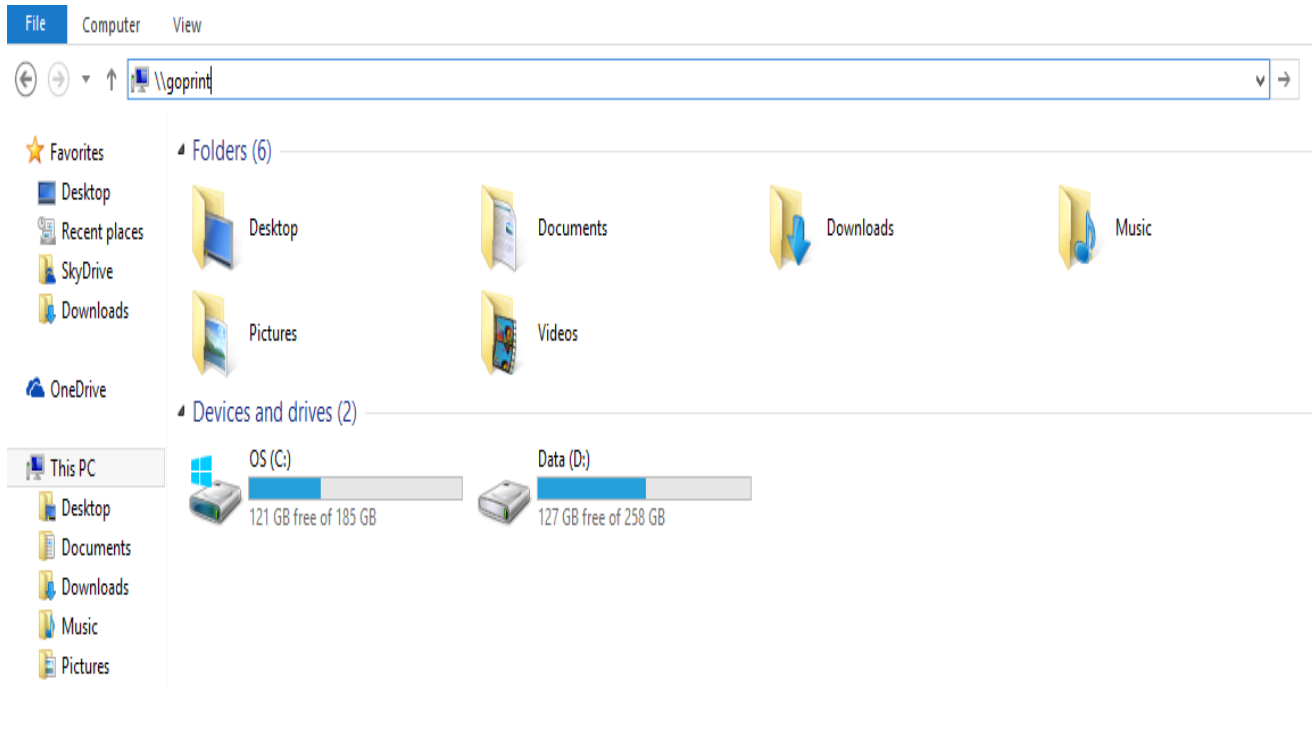 File Computer View
\\goprint
Favorites
Desktop
Recent places
SkyDrive
Downloads
OneDrive
This PC
Desktop
Documents
Downloads
Music
Pictures
Folders (6)
Desktop Documents Downloads Music
Pictures Videos
Devices and drives (2)
OS (C:) Data (D:)
121 GB free of 185 GB 127 GB free of 258 GB